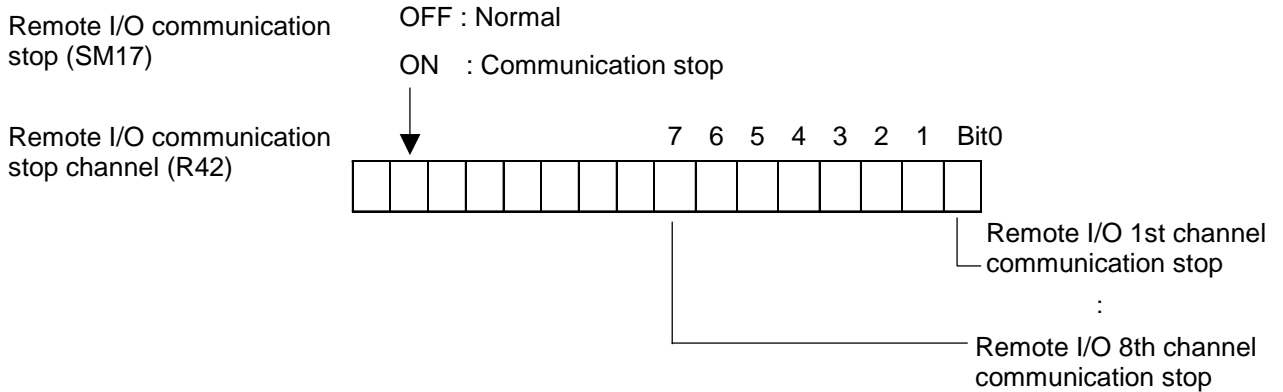 Remote I/O communication
stop (SM17)
OFF : Normal
ON : Communication stop
Remote I/O communication
stop channel (R42)
7 6 5 4 3 2 1 Bit0
Remote I/O 1st channel
communication stop
:
Remote I/O 8th channel
communication stop